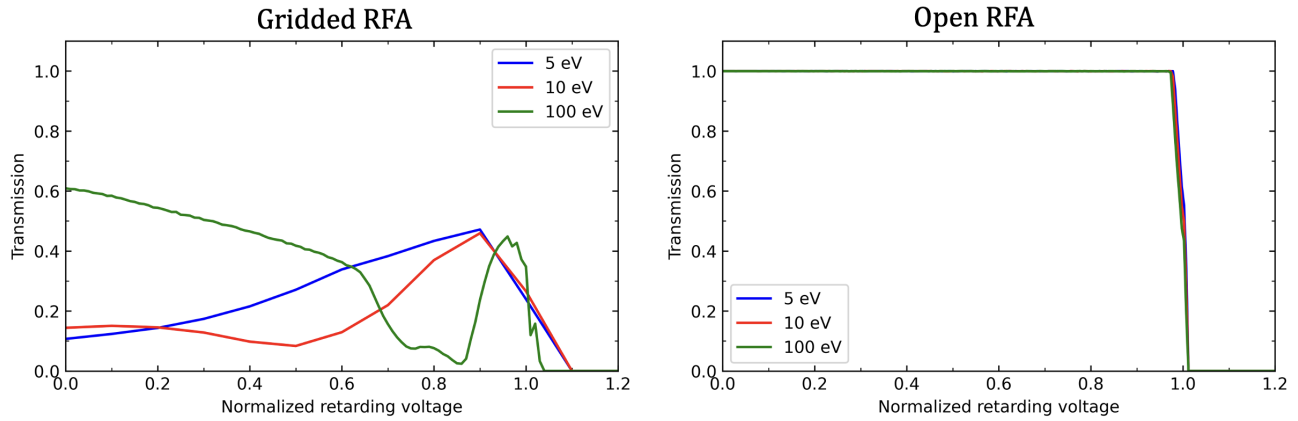 Gridded RFA
Transmission
1.0
0.8
0.6
0.4
0.2
0.0
0.0 0.2 0.4 0.6 0.8 1.0 1.2
Normalized retarding voltage
5 eV
10 eV
100 eV
Open RFA
Transmission
1.0
0.8
0.6
0.4
0.2
0.0
0.0 0.2 0.4 0.6 0.8 1.0 1.2
Normalized retarding voltage
5 eV
10 eV
100 eV